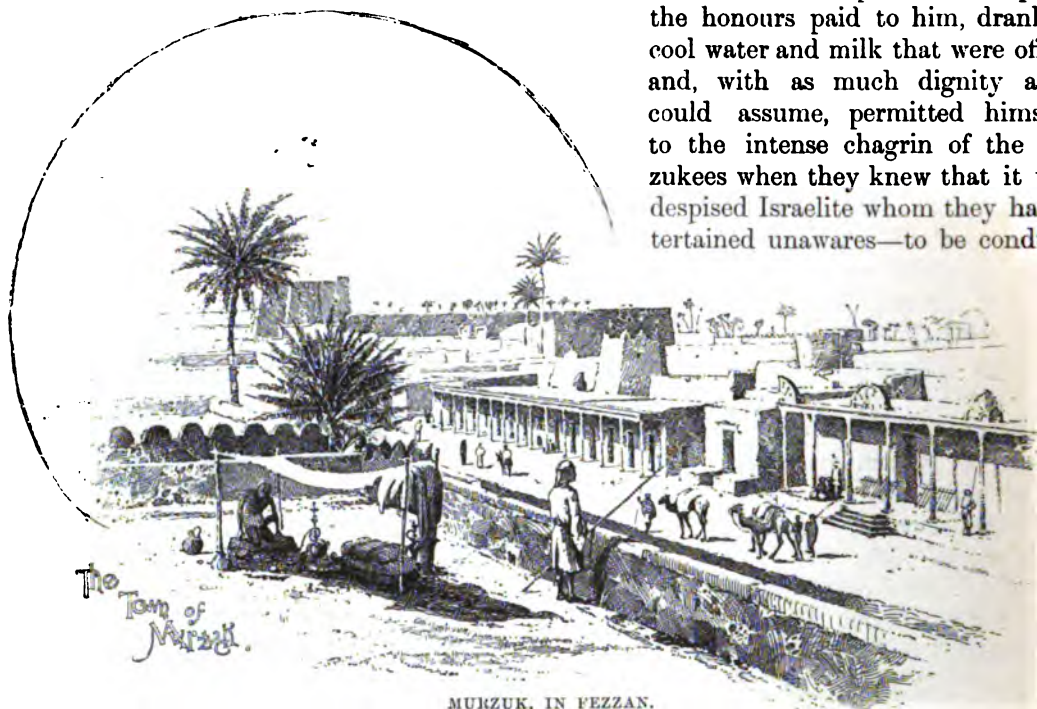 the honours paid to him, drank
cool water and milk that were of
and, with as much dignity a
could assume, permitted hims
to the intense chagrin of the
zukees when they knew that it
despised Israelite whom they ha
tertained unawares—to be cond
The
Town of
Murzuk.
MURZUK, IN FEZZAN.